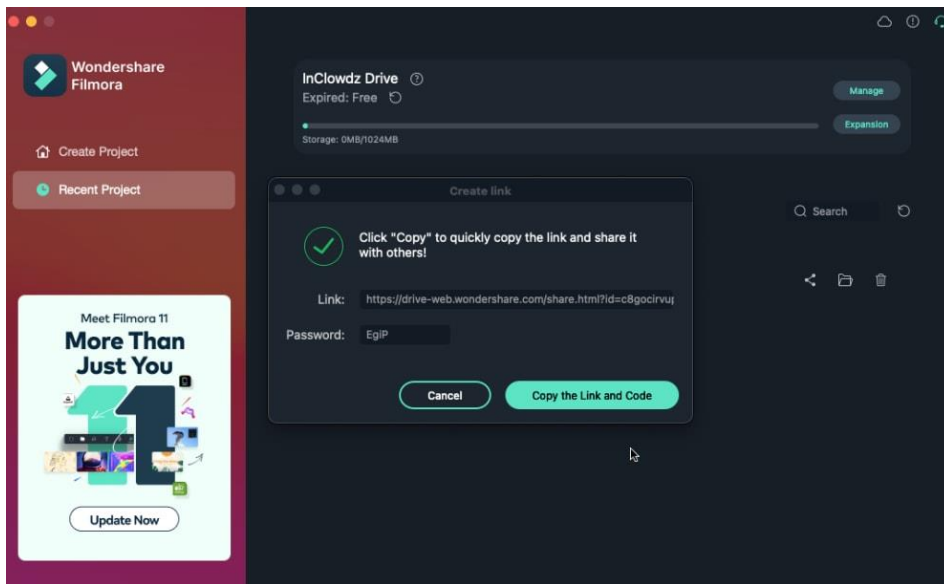 Wondershare
Filmora
Create Project
Recent Project
Meet Filmora 11
More Than
Just You
Update Now
InClowdz Drive
Expired: Free
Storage: 0MB/1024MB
Manage
Expansion
Search
Create link
Click "Copy" to quickly copy the link and share it
with others!
Link: https://drive-web.wondershare.com/share.html?id=c8gocirvu
Password: EgiP
Cancel
Copy the Link and Code